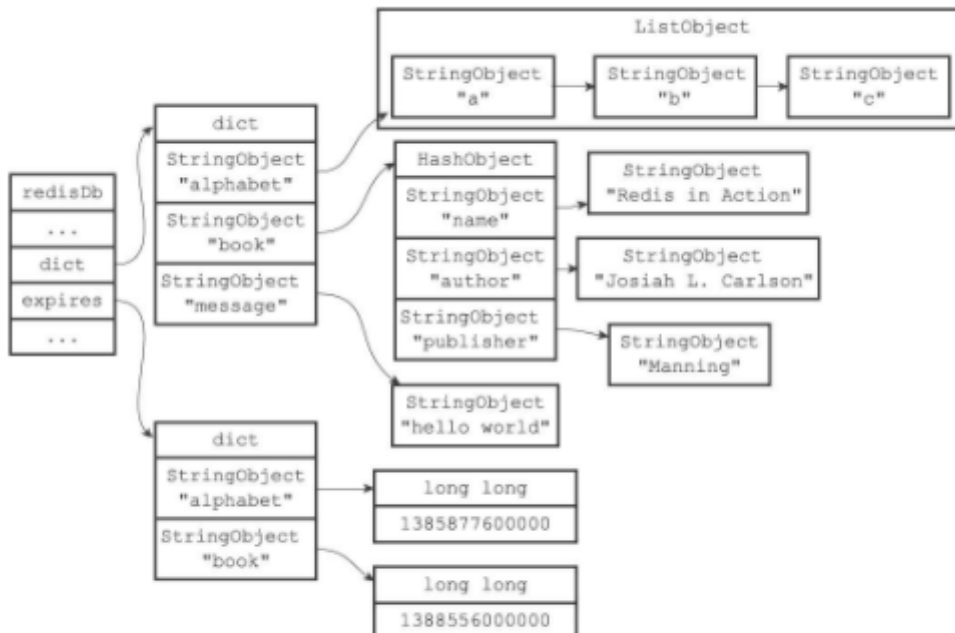 ListObject
StringObject
"a"
StringObject
"b"
StringObject
"c"
dict
StringObject
"alphabet"
StringObject
"book"
StringObject
"message"
redisDb
...
dict
expires
...
HashObject
StringObject
"name"
StringObject
"author"
StringObject
"publisher"
StringObject
"Redis in Action"
StringObject
"Josiah L. Carlson"
StringObject
"Manning"
StringObject
"hello world"
dict
StringObject
"alphabet"
StringObject
"book"
long long
1385877600000
long long
1388556000000